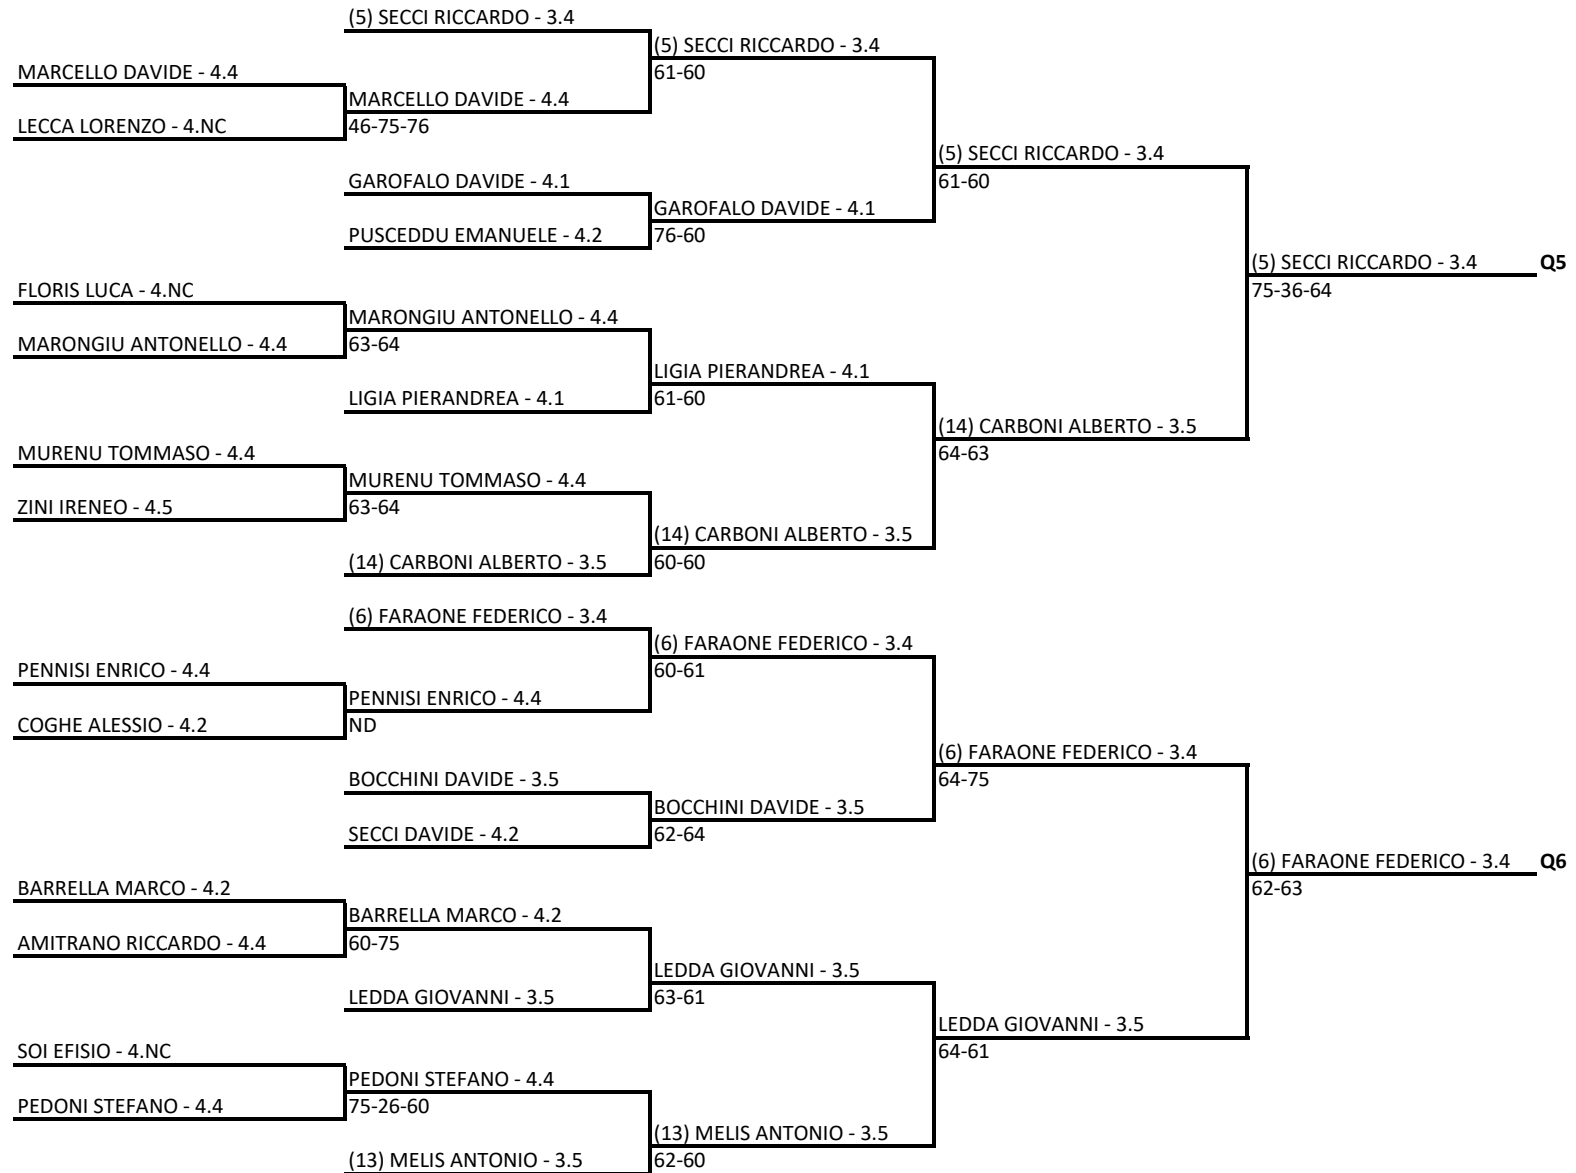 (5) SECCI RICCARDO - 3.4
(5) SECCI RICCARDO - 3.4
MARCELLO DAVIDE - 4.4
61-60
MARCELLO DAVIDE - 4.4
LECCA LORENZO - 4.NC
46-75-76
(5) SECCI RICCARDO - 3.4
GAROFALO DAVIDE - 4.1
61-60
GAROFALO DAVIDE - 4.1
PUSCEDDU EMANUELE - 4.2
76-60
(5) SECCI RICCARDO - 3.4 Q5
FLORIS LUCA - 4.NC
75-36-64
MARONGIU ANTONELLO - 4.4
MARONGIU ANTONELLO - 4.4
63-64
LIGIA PIERANDREA - 4.1
LIGIA PIERANDREA - 4.1
61-60
(14) CARBONI ALBERTO - 3.5
MURENU TOMMASO - 4.4
64-63
MURENU TOMMASO - 4.4
ZINI IRENEO - 4.5
63-64
(14) CARBONI ALBERTO - 3.5
(14) CARBONI ALBERTO - 3.5
60-60
(6) FARAONE FEDERICO - 3.4
(6) FARAONE FEDERICO - 3.4
PENNISI ENRICO - 4.4
60-61
PENNISI ENRICO - 4.4
COGHE ALESSIO - 4.2
ND
(6) FARAONE FEDERICO - 3.4
BOCCHINI DAVIDE - 3.5
64-75
BOCCHINI DAVIDE - 3.5
SECCI DAVIDE - 4.2
62-64
(6) FARAONE FEDERICO - 3.4 Q6
BARRELLA MARCO - 4.2
62-63
BARRELLA MARCO - 4.2
AMITRANO RICCARDO - 4.4
60-75
LEDDA GIOVANNI - 3.5
LEDDA GIOVANNI - 3.5
63-61
LEDDA GIOVANNI - 3.5
SOI EFISIO - 4.NC
64-61
PEDONI STEFANO - 4.4
PEDONI STEFANO - 4.4
75-26-60
(13) MELIS ANTONIO - 3.5
(13) MELIS ANTONIO - 3.5
62-60